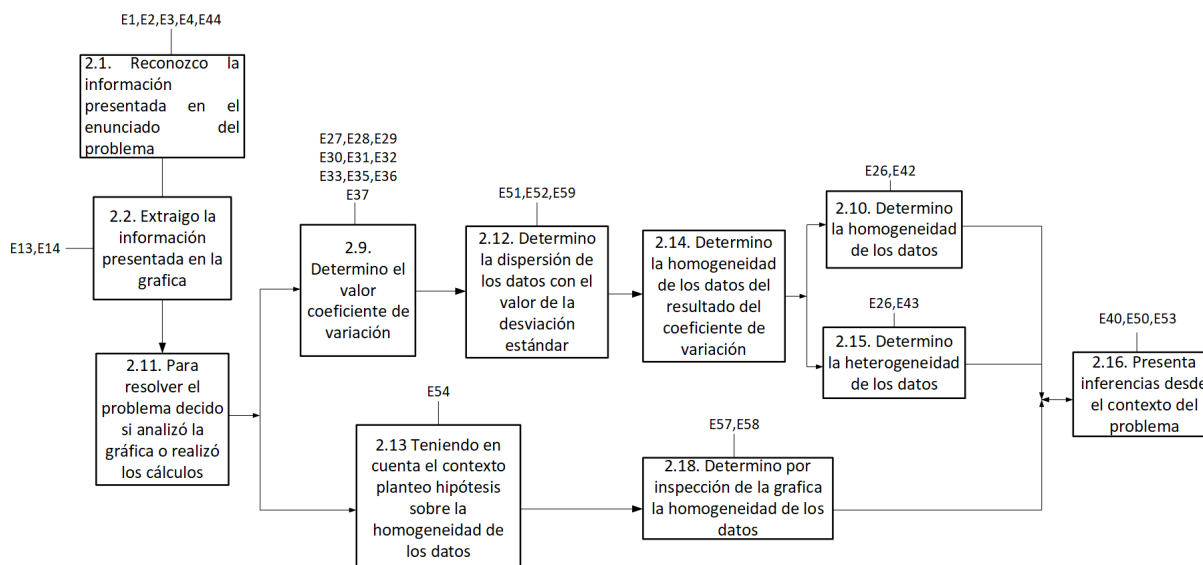 E1,E2,E3,E4,E44
2.1. Reconozco la
información
presentada en el
enunciado del
problema
E13,E14
2.2. Extraigo la
información
presentada en la
grafica
2.11. Para
resolver el
problema decido
si analizó la
gráfica o realizó
los cálculos
E27,E28,E29
E30,E31,E32
E33,E35,E36
E37
2.9.
Determino el
valor
coeficiente de
variación
E51,E52,E59
2.12. Determino
la dispersión de
los datos con el
valor de la
desviación
estándar
2.14. Determino
la homogeneidad
de los datos del
resultado del
coeficiente de
variación
E26,E42
2.10. Determino
la homogeneidad
de los datos
E26,E43
2.15. Determino
la heterogeneidad
de los datos
E54
2.13 Teniendo en
cuenta el contexto
planteo hipótesis
sobre la
homogeneidad de
los datos
E57,E58
2.18. Determino por
inspección de la grafica
la homogeneidad de los
datos
E40,E50,E53
2.16. Presenta
inferencias desde
el contexto del
problema